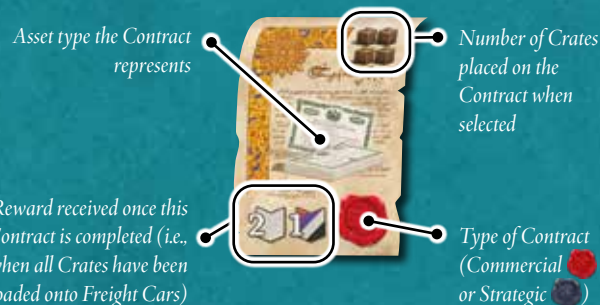 Asset type the Contract
represents
Number of Crates
placed on the
Contract when
selected
Reward received once this
Contract is completed (i.e.,
when all Crates have been
loaded onto Freight Cars)
2 1
Type of Contract
(Commercial
or Strategic )